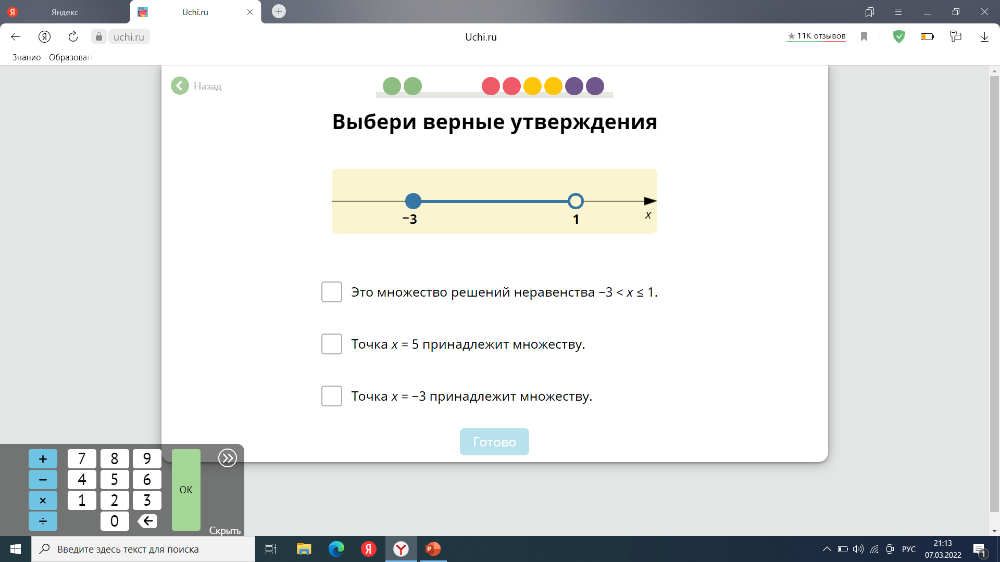 Яндекс
Uchi.ru
uchi.ru
Uchi.ru
11K отзывов
Знанио - Образоват
Назад
Выбери верные утверждения
−3
1
x
Это множество решений неравенства −3 < x ≤ 1.
Точка x = 5 принадлежит множеству.
Точка x = −3 принадлежит множеству.
Готово
+ 7 8 9
− 4 5 6
× 1 2 3
÷ 0
OK
Скрыть
Введите здесь текст для поиска
РУС
21:13
07.03.2022
1